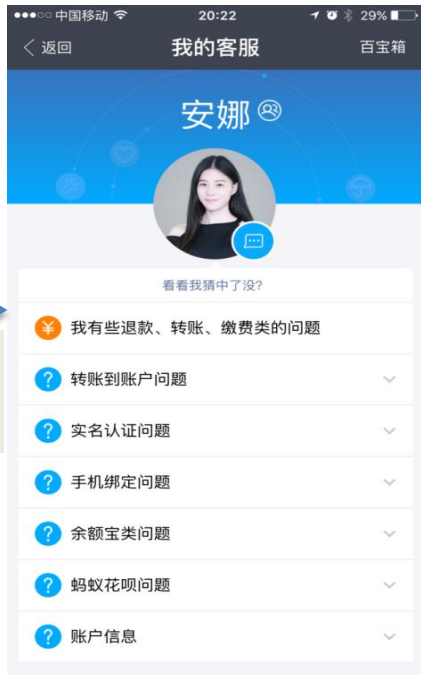 中国移动 20:22 29%
返回 我的客服 百宝箱
安娜
看看我猜中了没?
¥ 我有些退款、转账、缴费类的问题
? 转账到账户问题
? 实名认证问题
? 手机绑定问题
? 余额宝类问题
? 蚂蚁花呗问题
? 账户信息